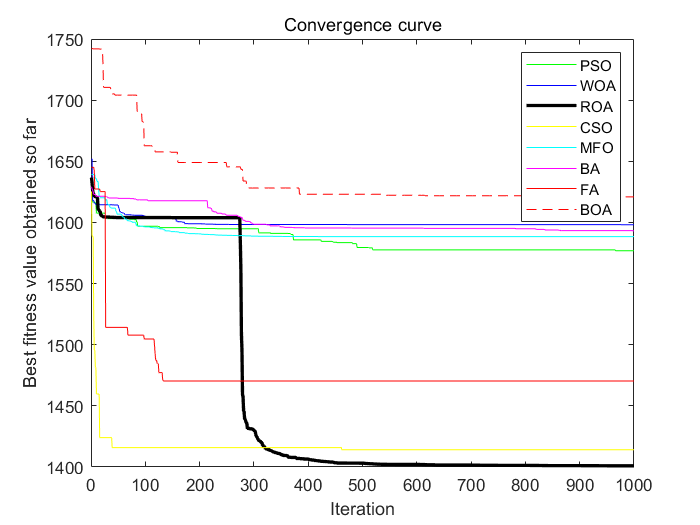 Convergence curve
Best fitness value obtained so far
1750
1700
1650
1600
1550
1500
1450
1400
0 100 200 300 400 500 600 700 800 900 1000
Iteration
PSO
WOA
ROA
CSO
MFO
BA
FA
BOA